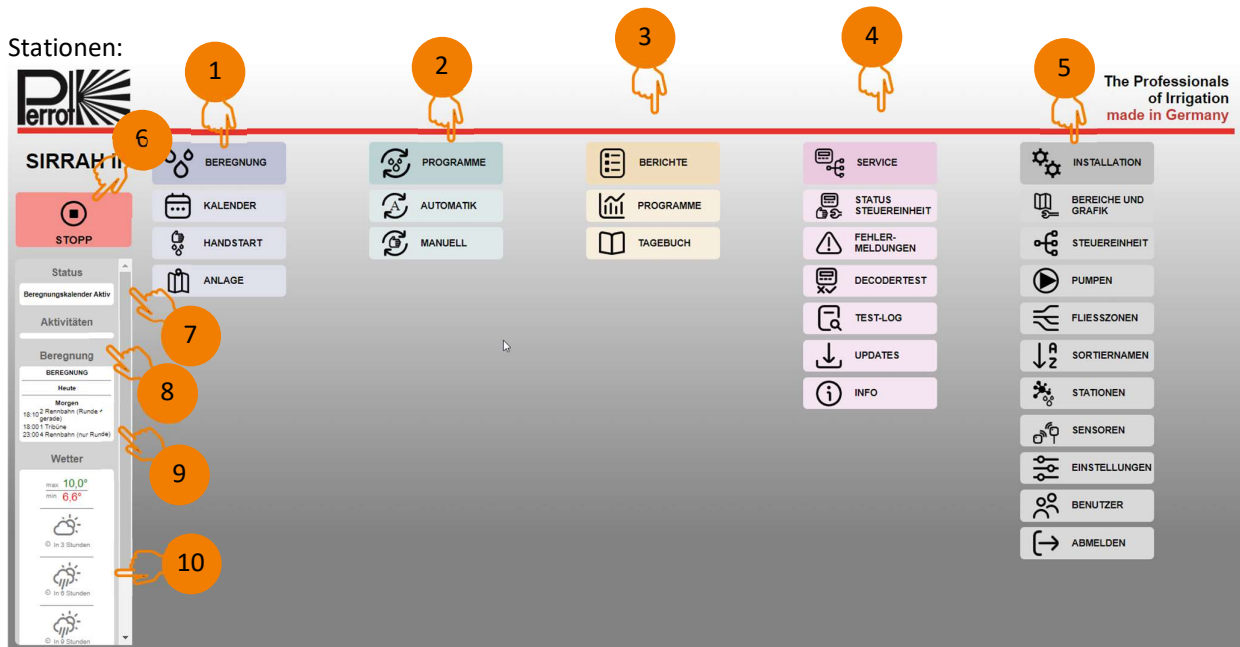 Stationen:
1
2
3
4
5
Perrot
The Professionals
of Irrigation
made in Germany
6
SIRRAH
BEREGNUNG
KALENDER
HANDSTART
ANLAGE
PROGRAMME
AUTOMATIK
MANUELL
BERICHTE
PROGRAMME
TAGEBUCH
SERVICE
STATUS
STEUEREINHEIT
FEHLER-
MELDUNGEN
DECODERTEST
TEST-LOG
UPDATES
INFO
INSTALLATION
BEREICHE UND
GRAFIK
STEUEREINHEIT
PUMPEN
FLIESSZONEN
SORTIERNAMEN
STATIONEN
SENSOREN
EINSTELLUNGEN
BENUTZER
ABMELDEN
STOPP
Status
Beregnungskalender Aktiv
7
Aktivitäten
8
Beregnung
BEREGNUNG
Heute
Morgen
18:10 2 Rennbahn (Runde +
gerade)
18:00 1 Tribüne
23:00 4 Rennbahn (nur Runde)
9
Wetter
max 10,0°
min 6,6°
In 3 Stunden
10
In 6 Stunden
In 9 Stunden